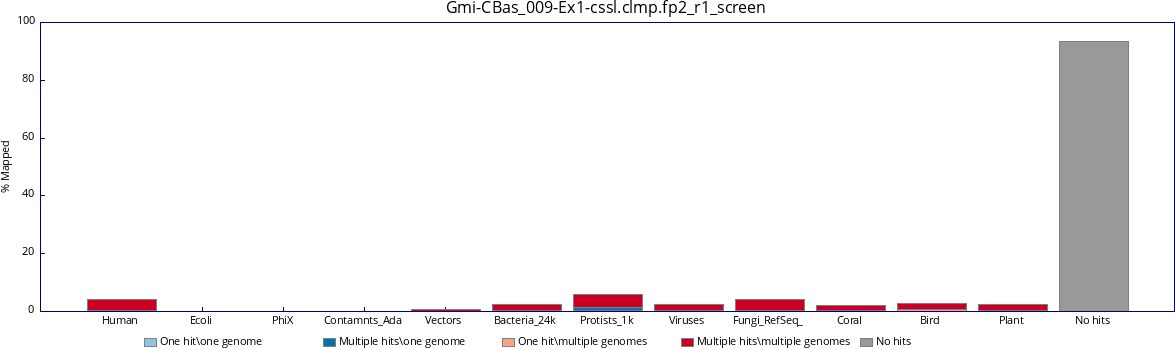 Gmi-CBas_009-Ex1-cssl.clmp.fp2_r1_screen
100
80
60
40
20
0
% Mapped
Human Ecoli PhiX Contamnts_Ada Vectors Bacteria_24k Protists_1k Viruses Fungi_RefSeq_ Coral Bird Plant No hits
One hit\one genome Multiple hits\one genome One hit\multiple genomes Multiple hits\multiple genomes No hits